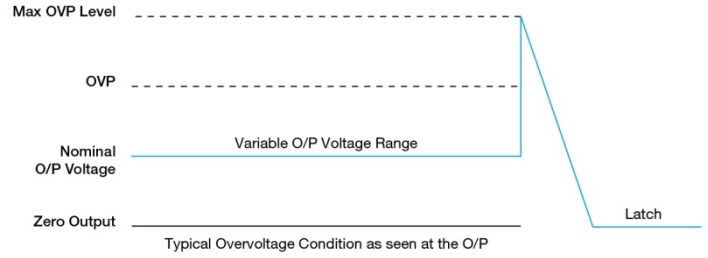 Max OVP Level
OVP
Variable O/P Voltage Range
Nominal
O/P Voltage
Zero Output
Latch
Typical Overvoltage Condition as seen at the O/P